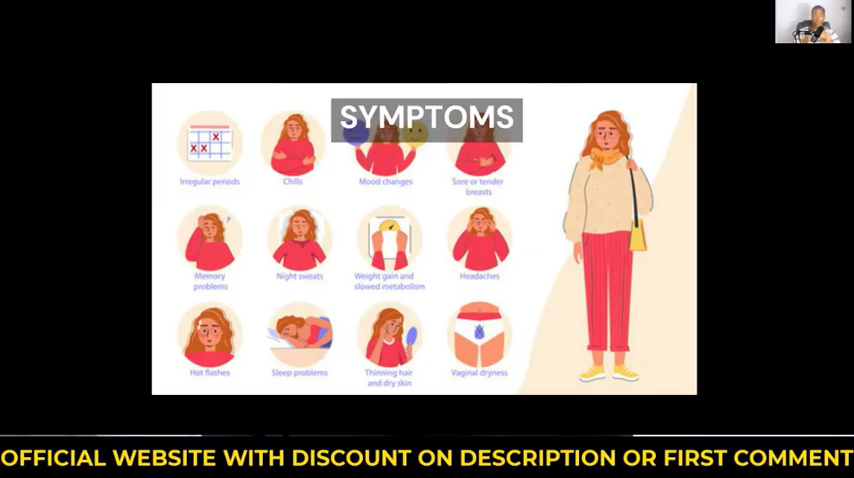 SYMPTOMS
X
X X
Irregular periods
Chills
Mood changes
Sore or tender
breasts
?
Memory
problems
Night sweats
Weight gain and
slowed metabolism
Headaches
Hot flashes
Sleep problems
Thinning hair
and dry skin
Vaginal dryness
OFFICIAL WEBSITE WITH DISCOUNT ON DESCRIPTION OR FIRST COMMENT